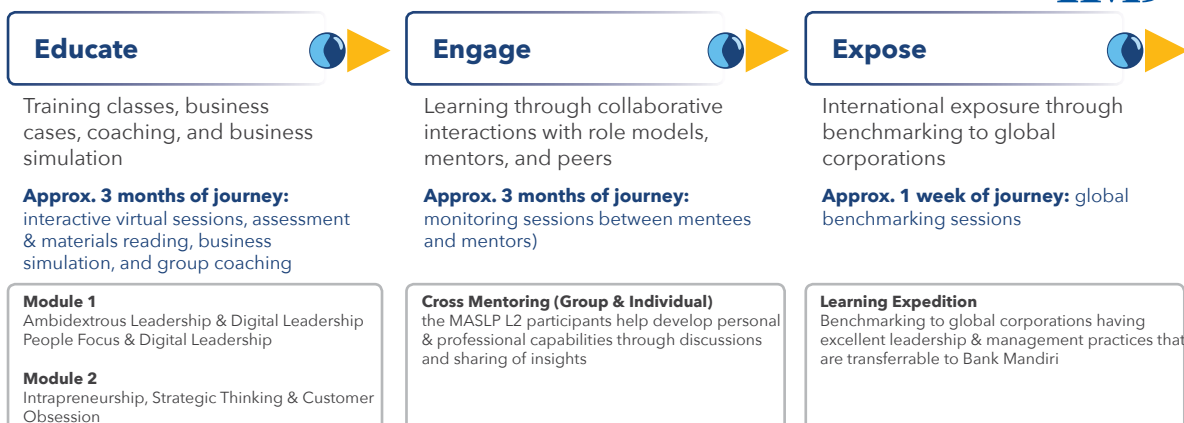 Educate
Training classes, business
cases, coaching, and business
simulation
Approx. 3 months of journey:
interactive virtual sessions, assessment
& materials reading, business
simulation, and group coaching
Module 1
Ambidextrous Leadership & Digital Leadership
People Focus & Digital Leadership
Module 2
Intrapreneurship, Strategic Thinking & Customer
Obsession
Engage
Learning through collaborative
interactions with role models,
mentors, and peers
Approx. 3 months of journey:
monitoring sessions between mentees
and mentors)
Cross Mentoring (Group & Individual)
the MASLP L2 participants help develop personal
& professional capabilities through discussions
and sharing of insights
Expose
International exposure through
benchmarking to global
corporations
Approx. 1 week of journey: global
benchmarking sessions
Learning Expedition
Benchmarking to global corporations having
excellent leadership & management practices that
are transferrable to Bank Mandiri